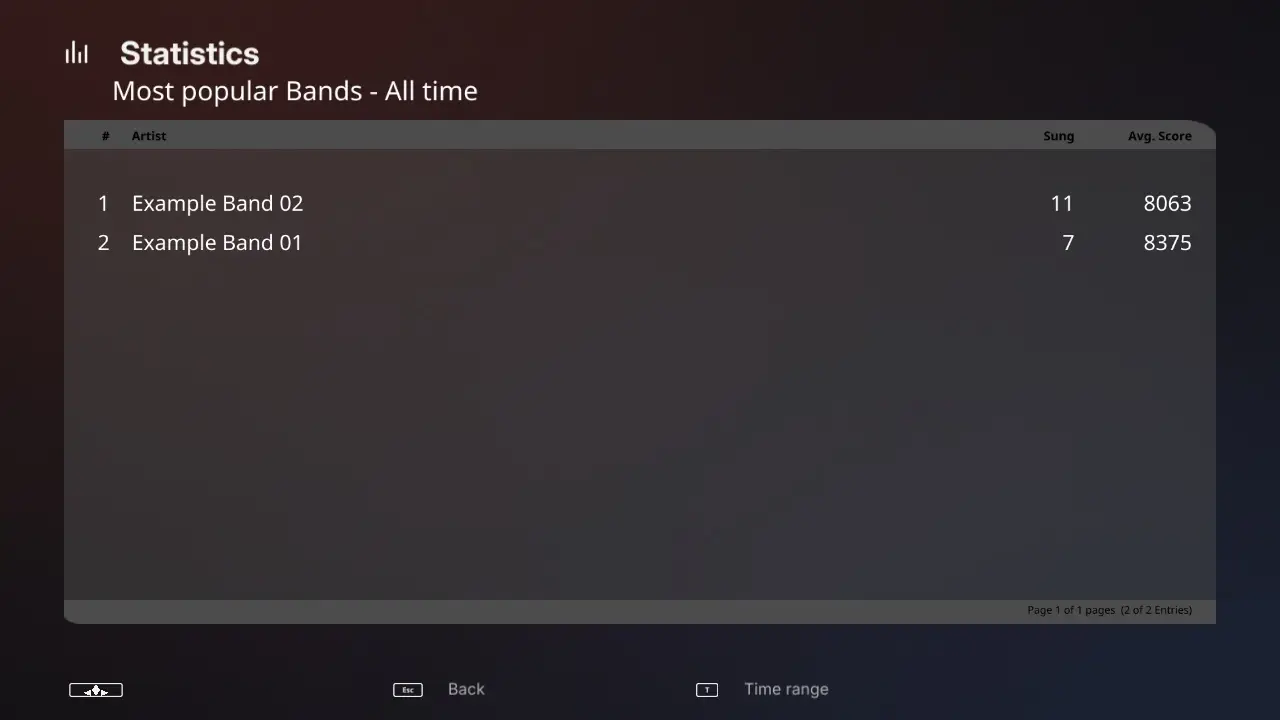 Statistics
Most popular Bands - All time
# Artist Sung Avg. Score
1 Example Band 02 11 8063
2 Example Band 01 7 8375
Page 1 of 1 pages (2 of 2 Entries)
Esc Back T Time range